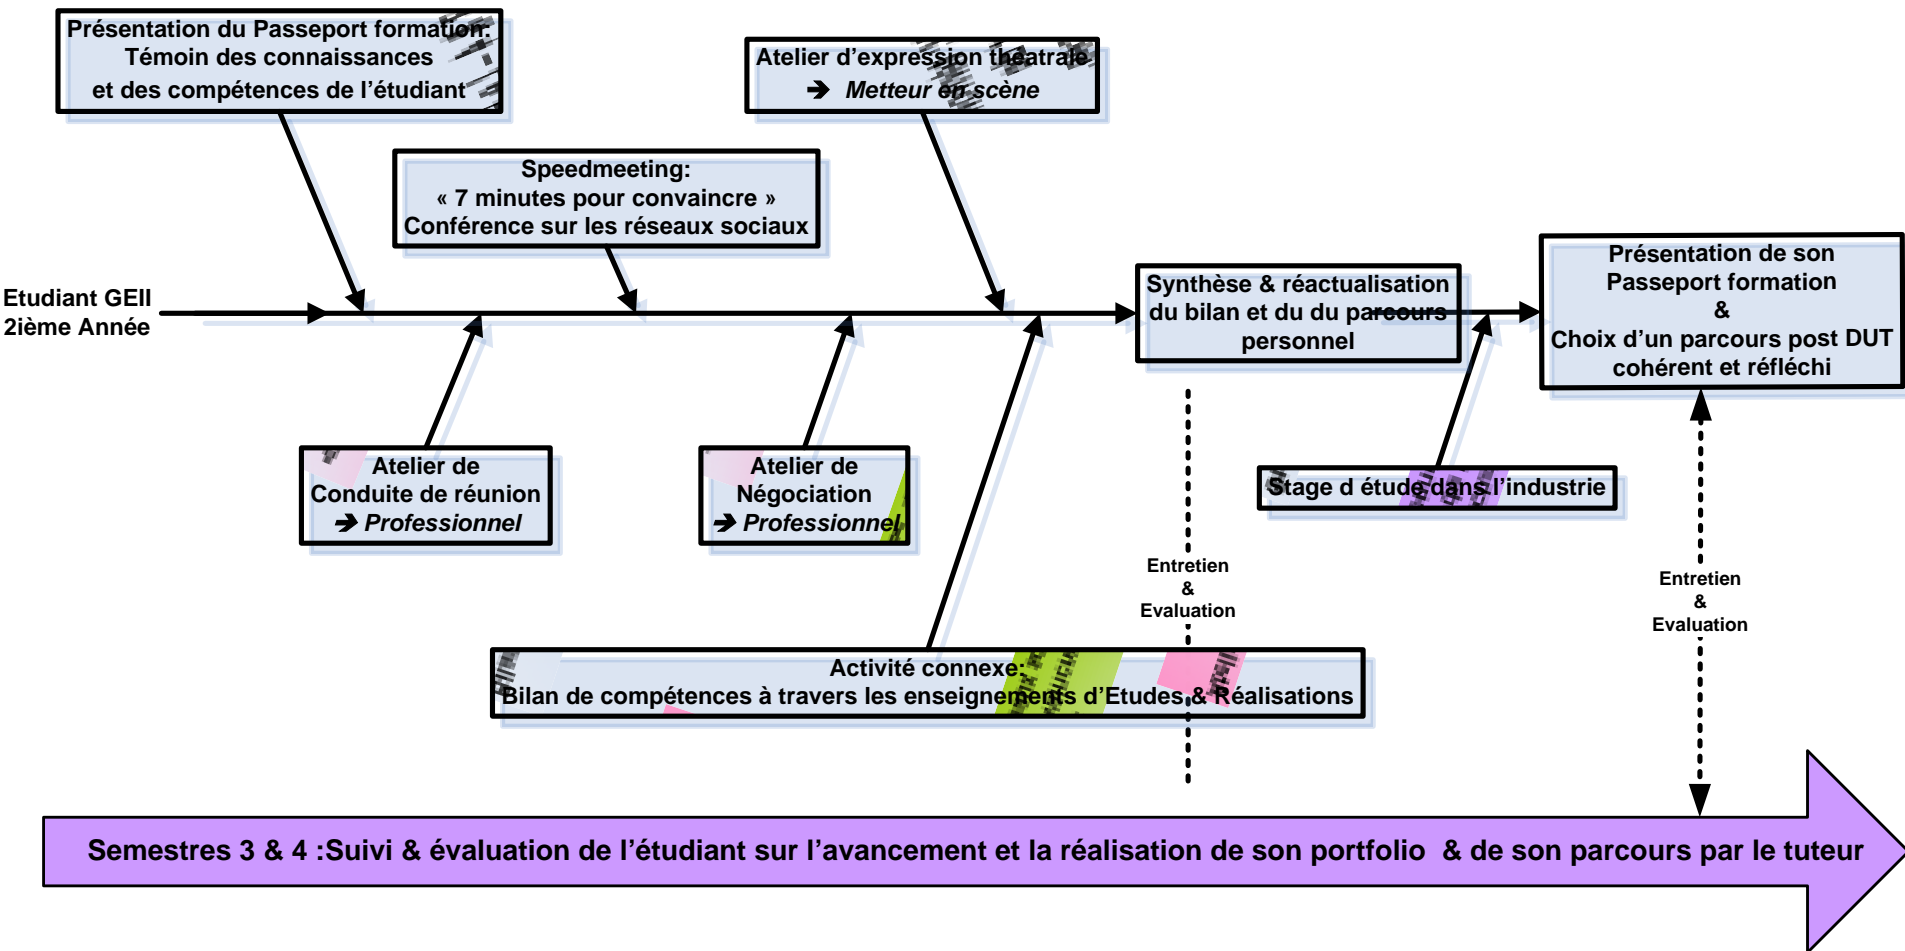 Présentation du Passeport formation:
Témoin des connaissances
et des compétences de l'étudiant
Atelier d'expression théatrale
➔ Metteur en scène
Speedmeeting:
« 7 minutes pour convaincre »
Conférence sur les réseaux sociaux
Etudiant GEII
2ième Année
Synthèse & réactualisation
du bilan et du du parcours
personnel
Présentation de son
Passeport formation
&
Choix d'un parcours post DUT
cohérent et réfléchi
Atelier de
Conduite de réunion
➔ Professionnel
Atelier de
Négociation
➔ Professionnel
Stage d étude dans l'industrie
Entretien
&
Evaluation
Entretien
&
Evaluation
Activité connexe:
Bilan de compétences à travers les enseignements d'Etudes & Réalisations
Semestres 3 & 4 :Suivi & évaluation de l'étudiant sur l'avancement et la réalisation de son portfolio & de son parcours par le tuteur